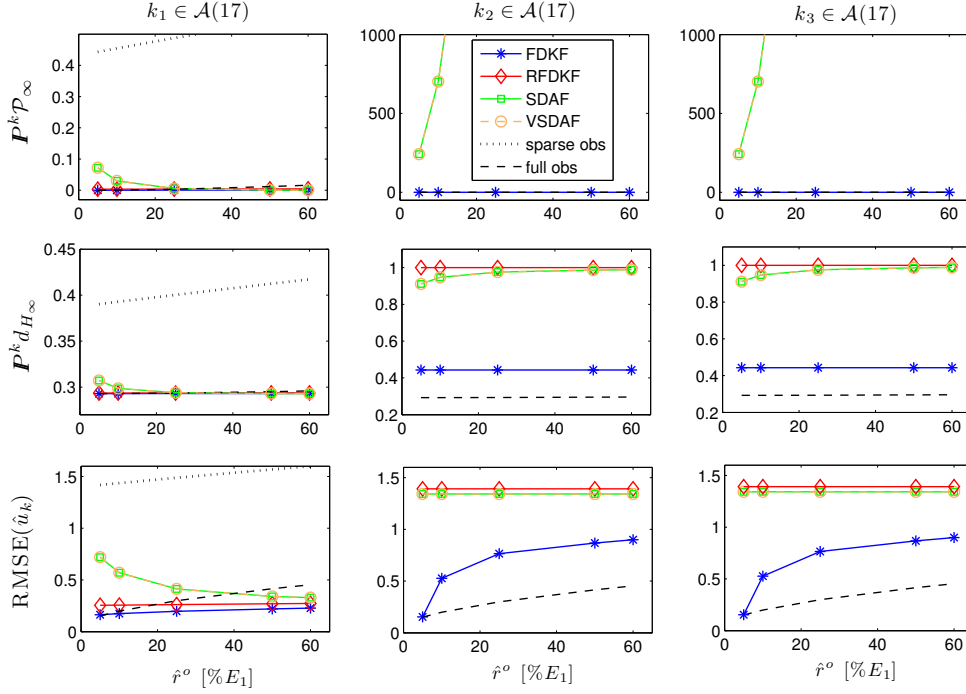 k₁ ∈ 𝒜(17)
k₂ ∈ 𝒜(17)
k₃ ∈ 𝒜(17)
Pᵏ𝒫_∞
0.4
0.3
0.2
0.1
0
0 20 40 60
1000
500
0
0 20 40 60
FDKF
RFDKF
SDAF
VSDAF
sparse obs
full obs
1000
500
0
0 20 40 60
Pᵏd_{H_∞}
0.45
0.4
0.35
0.3
0 20 40 60
1
0.8
0.6
0.4
0.2
0 20 40 60
1
0.8
0.6
0.4
0.2
0 20 40 60
RMSE(û_k)
1.5
1
0.5
0
0 20 40 60
r̂ᵒ [%E₁]
1.5
1
0.5
0
0 20 40 60
r̂ᵒ [%E₁]
1.5
1
0.5
0
0 20 40 60
r̂ᵒ [%E₁]